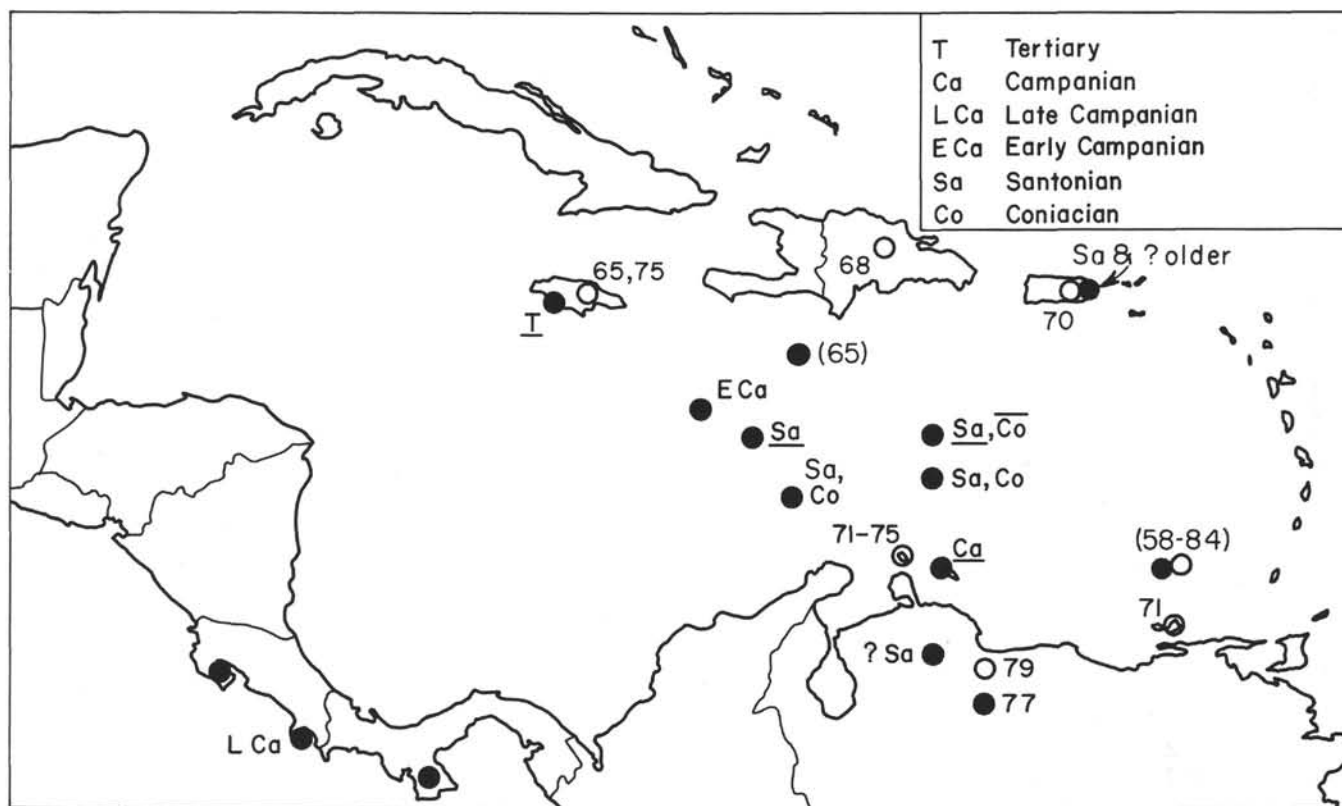 T Tertiary
Ca Campanian
L Ca Late Campanian
E Ca Early Campanian
Sa Santonian
Co Coniacian
Sa & ? older
65,75
68
70
T
(65)
E Ca
Sa
Sa, Co
Sa,
Co
Sa, Co
71-75
Ca
(58-84)
71
? Sa
79
77
L Ca